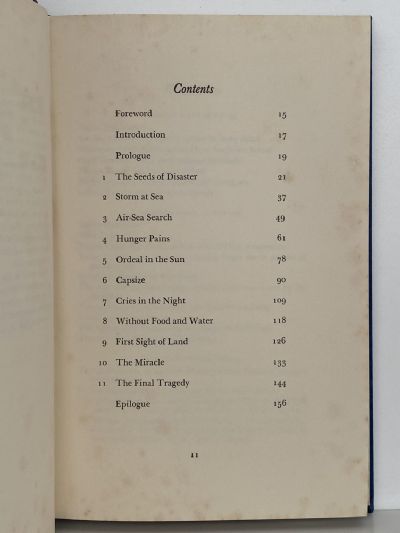 Contents
Foreword 15
Introduction 17
Prologue 19
1 The Seeds of Disaster 21
2 Storm at Sea 37
3 Air-Sea Search 49
4 Hunger Pains 61
5 Ordeal in the Sun 78
6 Capsize 90
7 Cries in the Night 109
8 Without Food and Water 118
9 First Sight of Land 126
10 The Miracle 133
11 The Final Tragedy 144
Epilogue 156
11